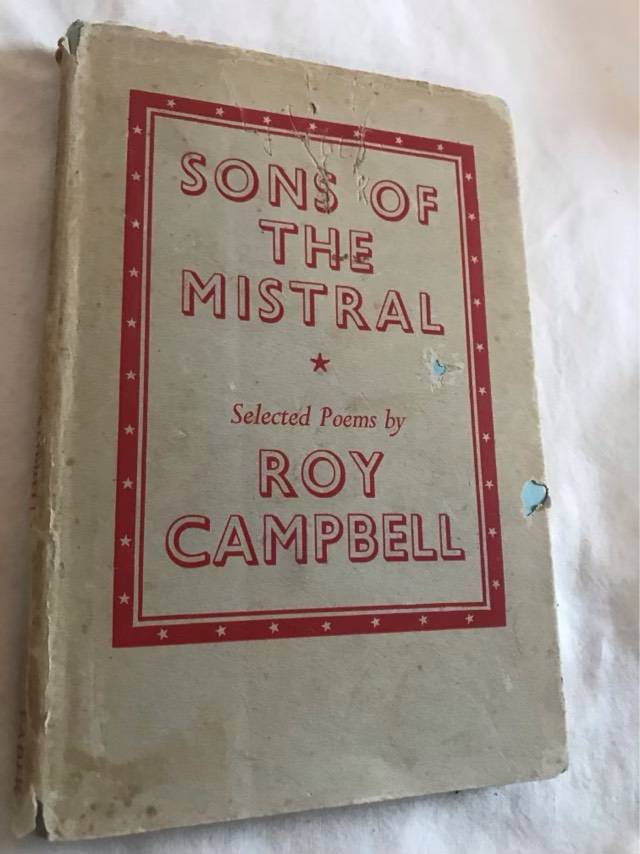 SONS OF
THE
MISTRAL
Selected Poems by
ROY
CAMPBELL